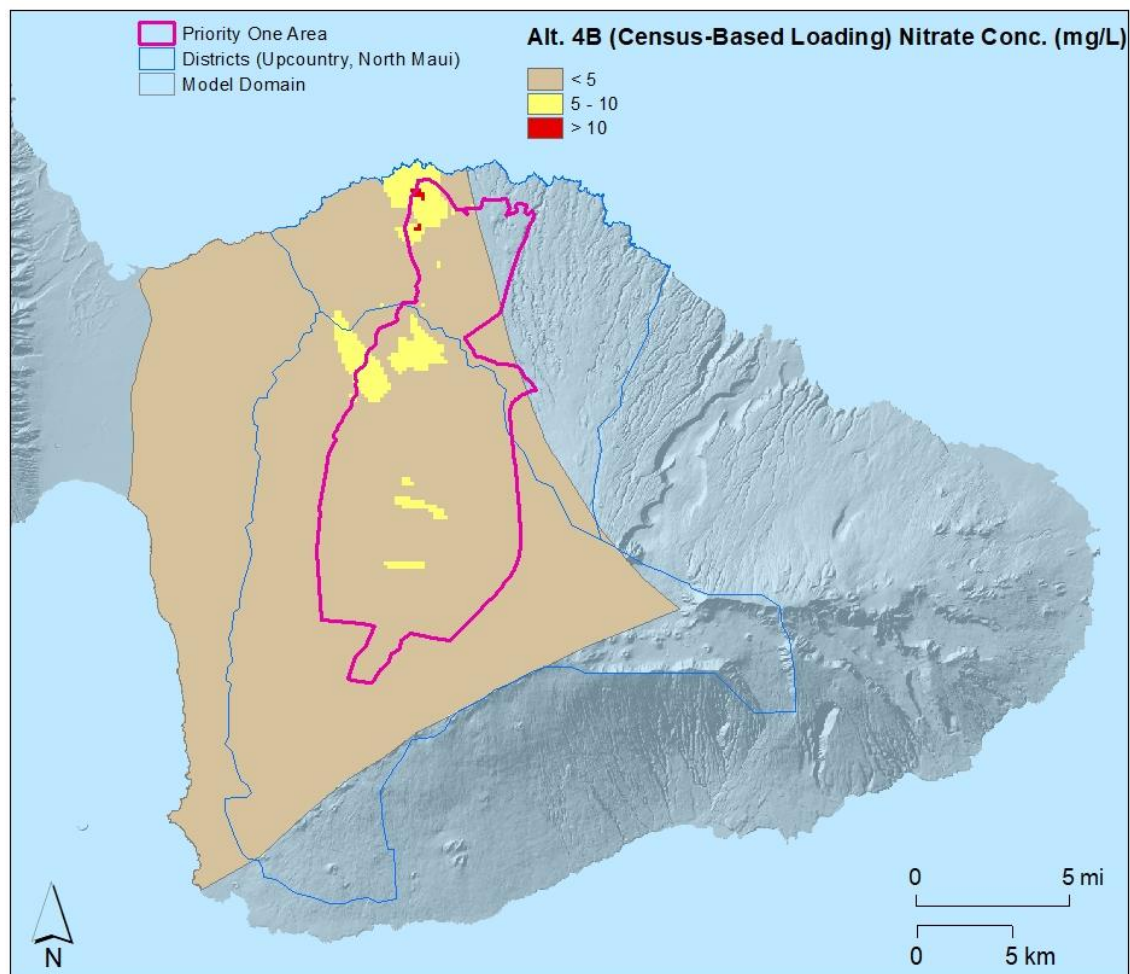 Priority One Area
Districts (Upcountry, North Maui)
Model Domain
Alt. 4B (Census-Based Loading) Nitrate Conc. (mg/L)
< 5
5 - 10
> 10
N
0 5 mi
0 5 km